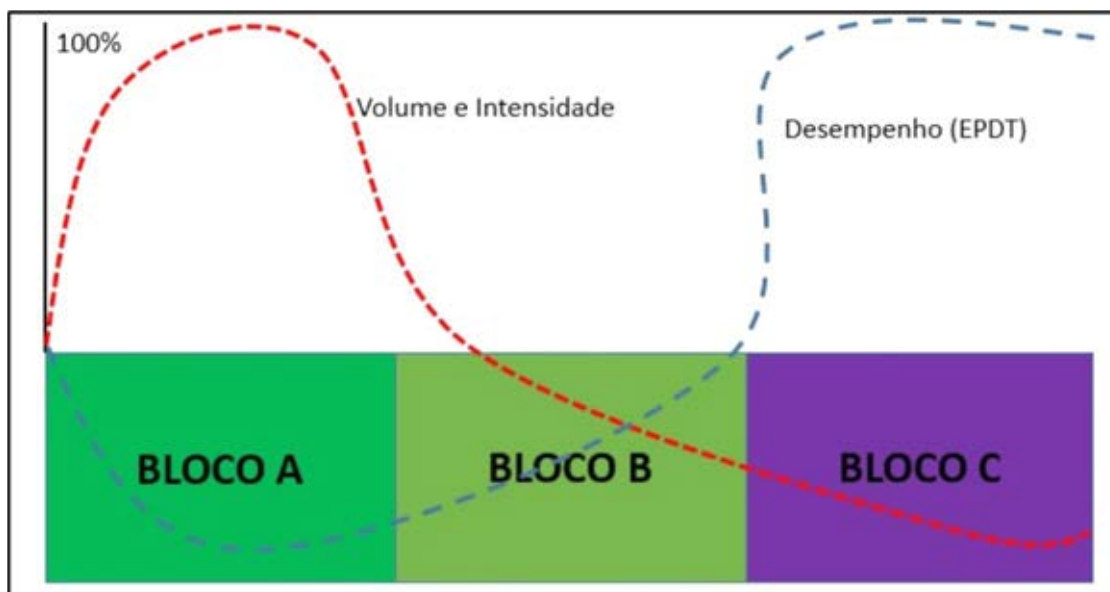 100%
Volume e Intensidade
Desempenho (EPDT)
BLOCO A
BLOCO B
BLOCO C